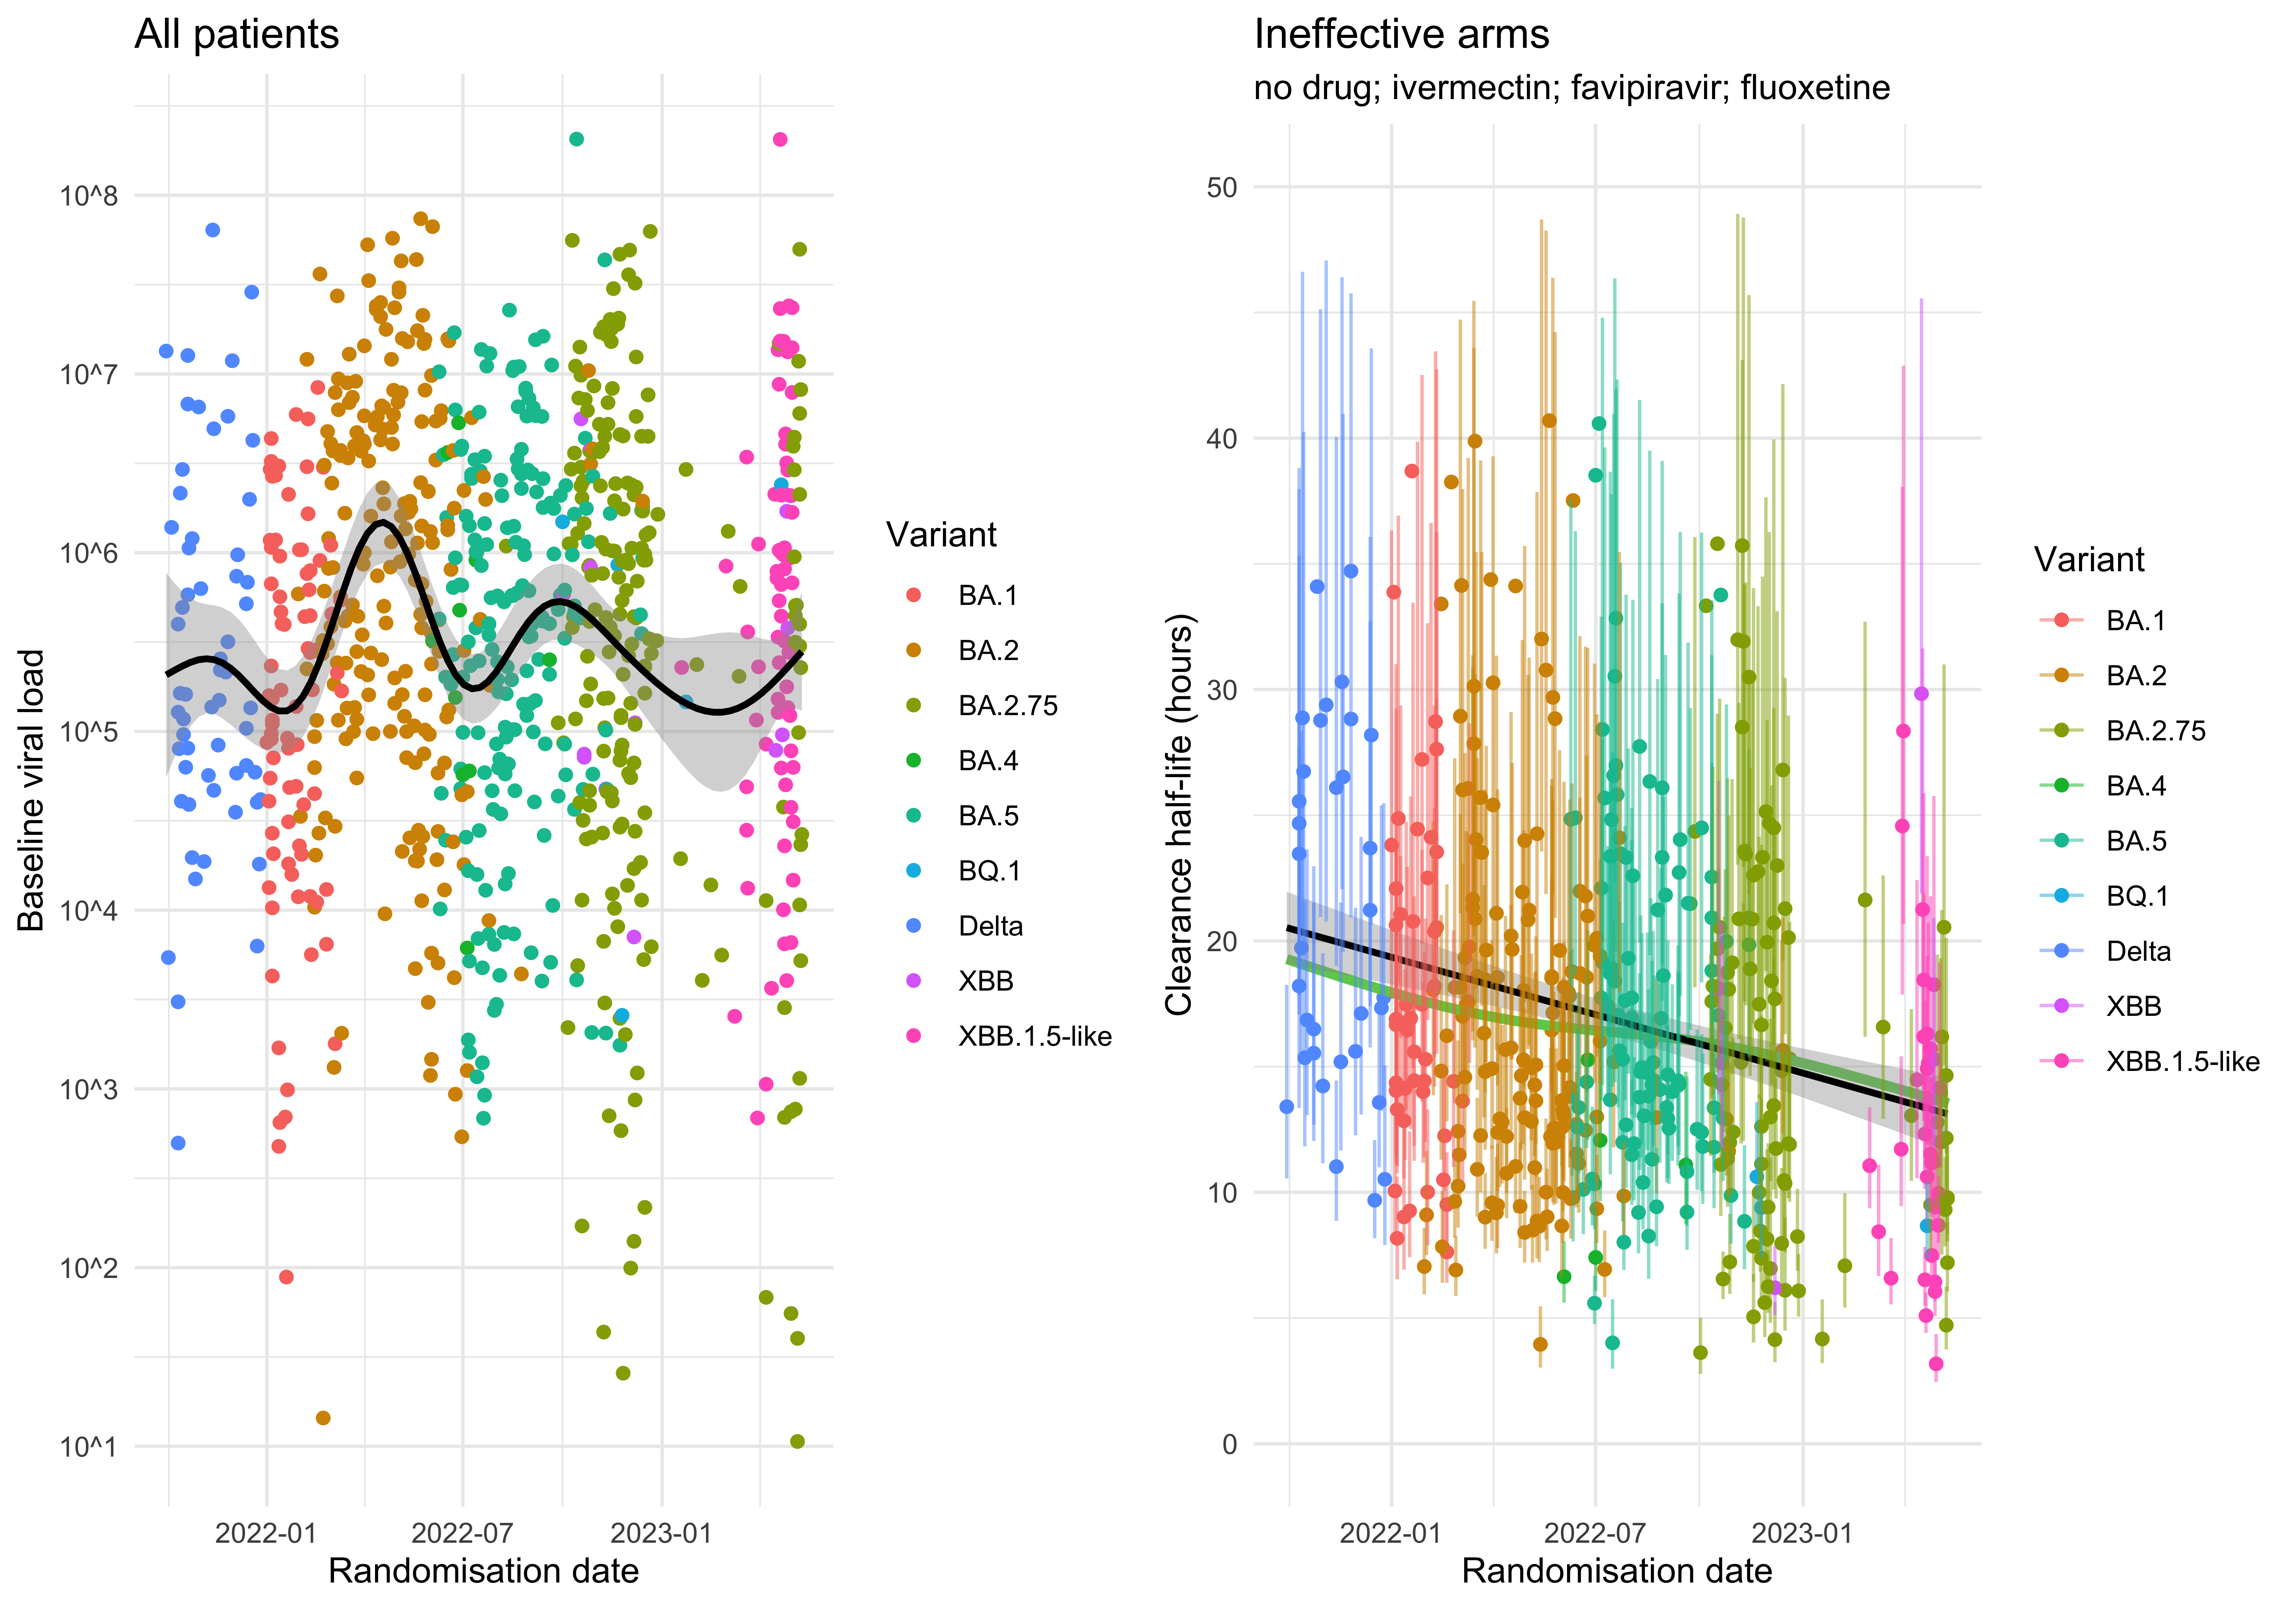 All patients
Baseline viral load
10^8
10^7
10^6
10^5
10^4
10^3
10^2
10^1
2022-01
2022-07
2023-01
Randomisation date
Variant
BA.1
BA.2
BA.2.75
BA.4
BA.5
BQ.1
Delta
XBB
XBB.1.5-like
Ineffective arms
no drug; ivermectin; favipiravir; fluoxetine
Clearance half-life (hours)
50
40
30
20
10
0
2022-01
2022-07
2023-01
Randomisation date
Variant
BA.1
BA.2
BA.2.75
BA.4
BA.5
BQ.1
Delta
XBB
XBB.1.5-like